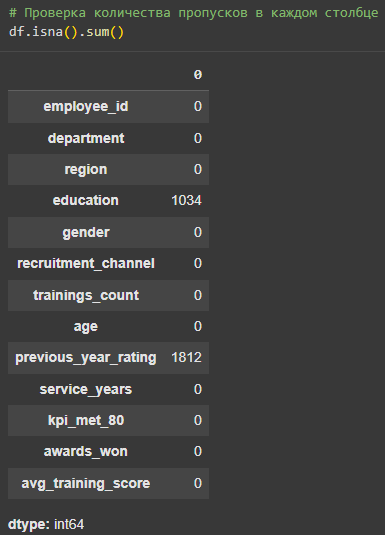 # Проверка количества пропусков в каждом столбце
df.isna().sum()
0
employee_id 0
department 0
region 0
education 1034
gender 0
recruitment_channel 0
trainings_count 0
age 0
previous_year_rating 1812
service_years 0
kpi_met_80 0
awards_won 0
avg_training_score 0
dtype: int64